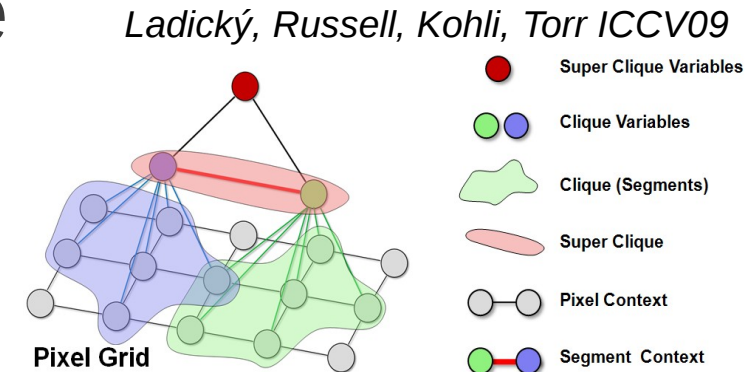 Ladický, Russell, Kohli, Torr ICCV09
Super Clique Variables
Clique Variables
Clique (Segments)
Super Clique
Pixel Context
Segment Context
Pixel Grid